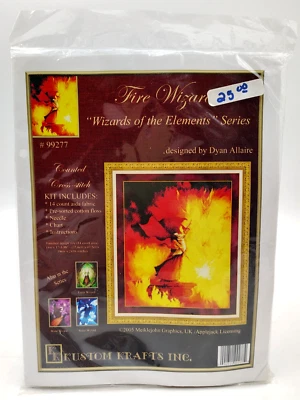 Fire Wizard
25 00
"Wizards of the Elements" Series
# 99277
designed by Dyan Allaire
Counted
Cross-stitch
KIT INCLUDES:
* 14 count aida fabric
* Pre-sorted cotton floss
* Needle
* Chart
* Instructions
Also in the
Series
©2005 Meiklejohn Graphics, UK /Artsyjack Licensing
KUSTOM KRAFTS INC.